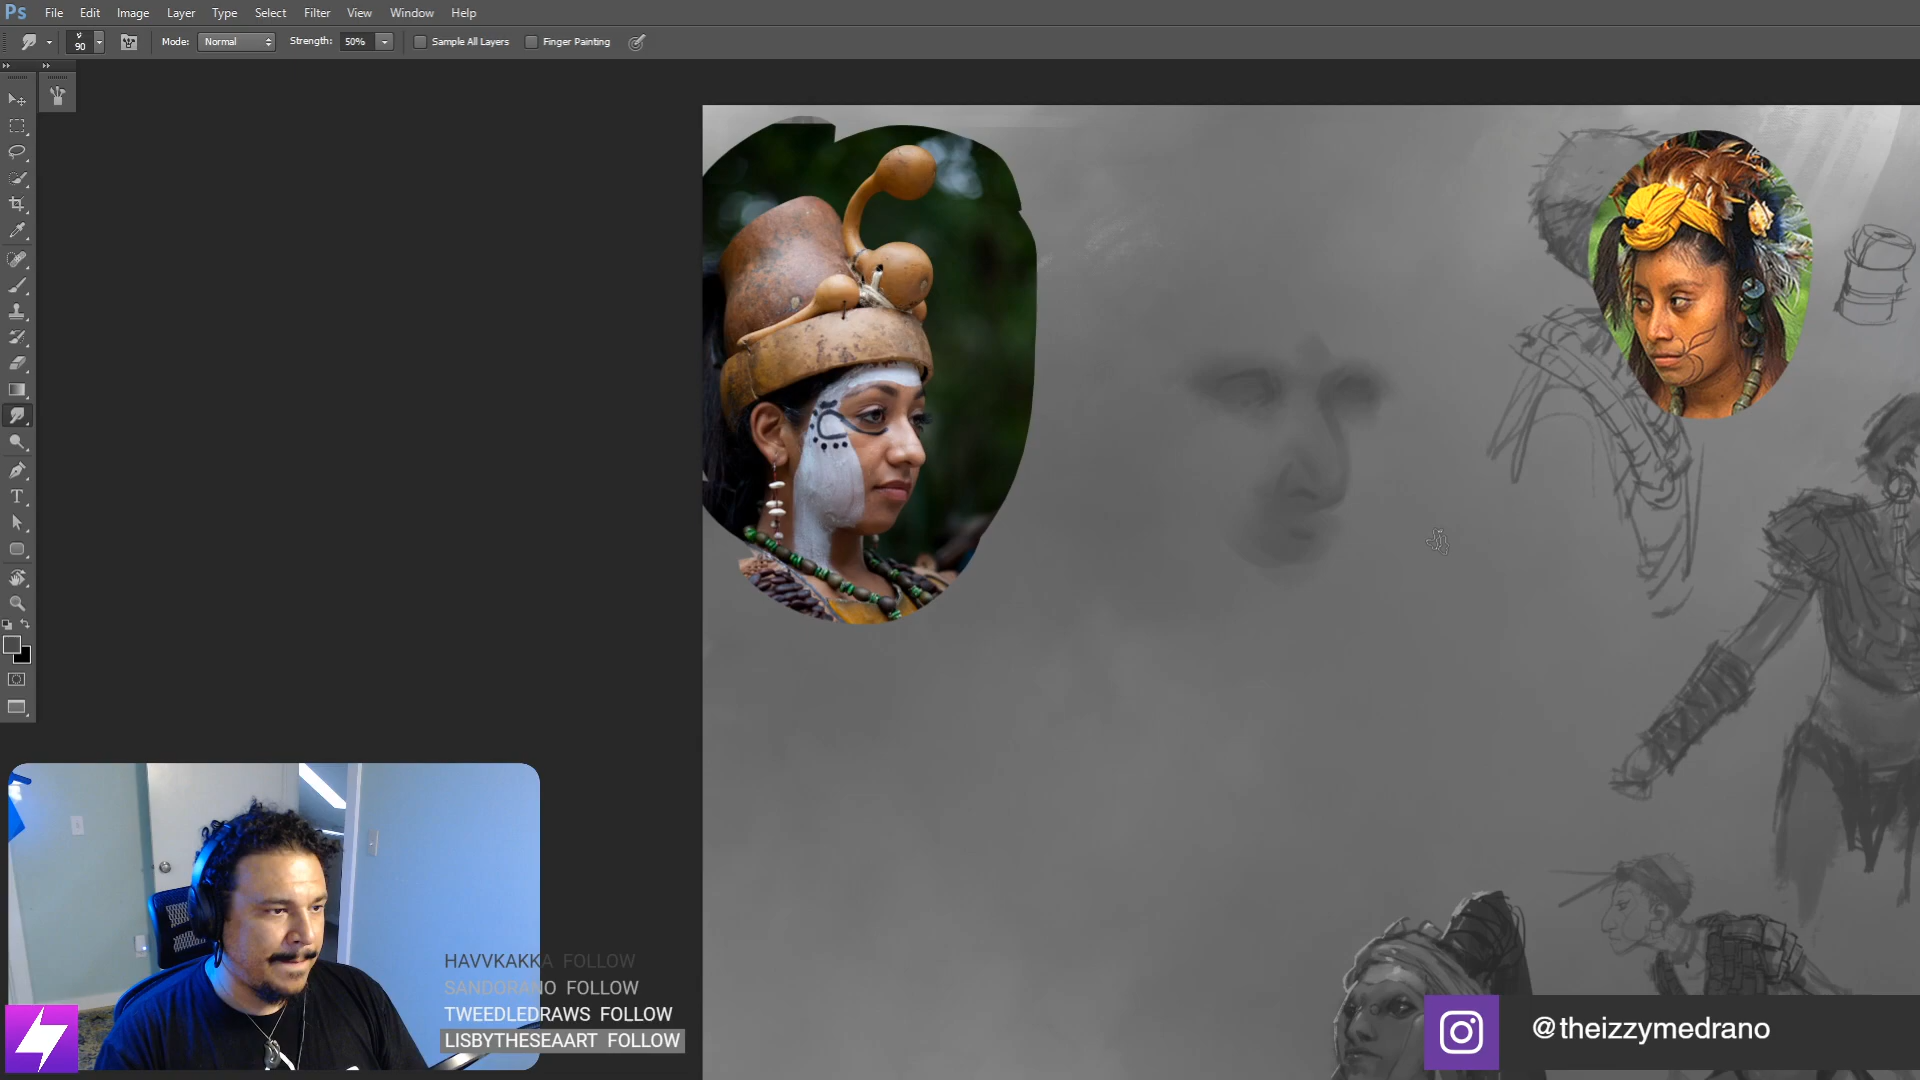 Ps File Edit Image Layer Type Select Filter View Window Help
90 Mode: Normal Strength: 50% Sample All Layers Finger Painting
T
HAVVKAKKA FOLLOW
SANDORANO FOLLOW
TWEEDLEDRAWS FOLLOW
LISBYTHESEAART FOLLOW
@theizzymedrano